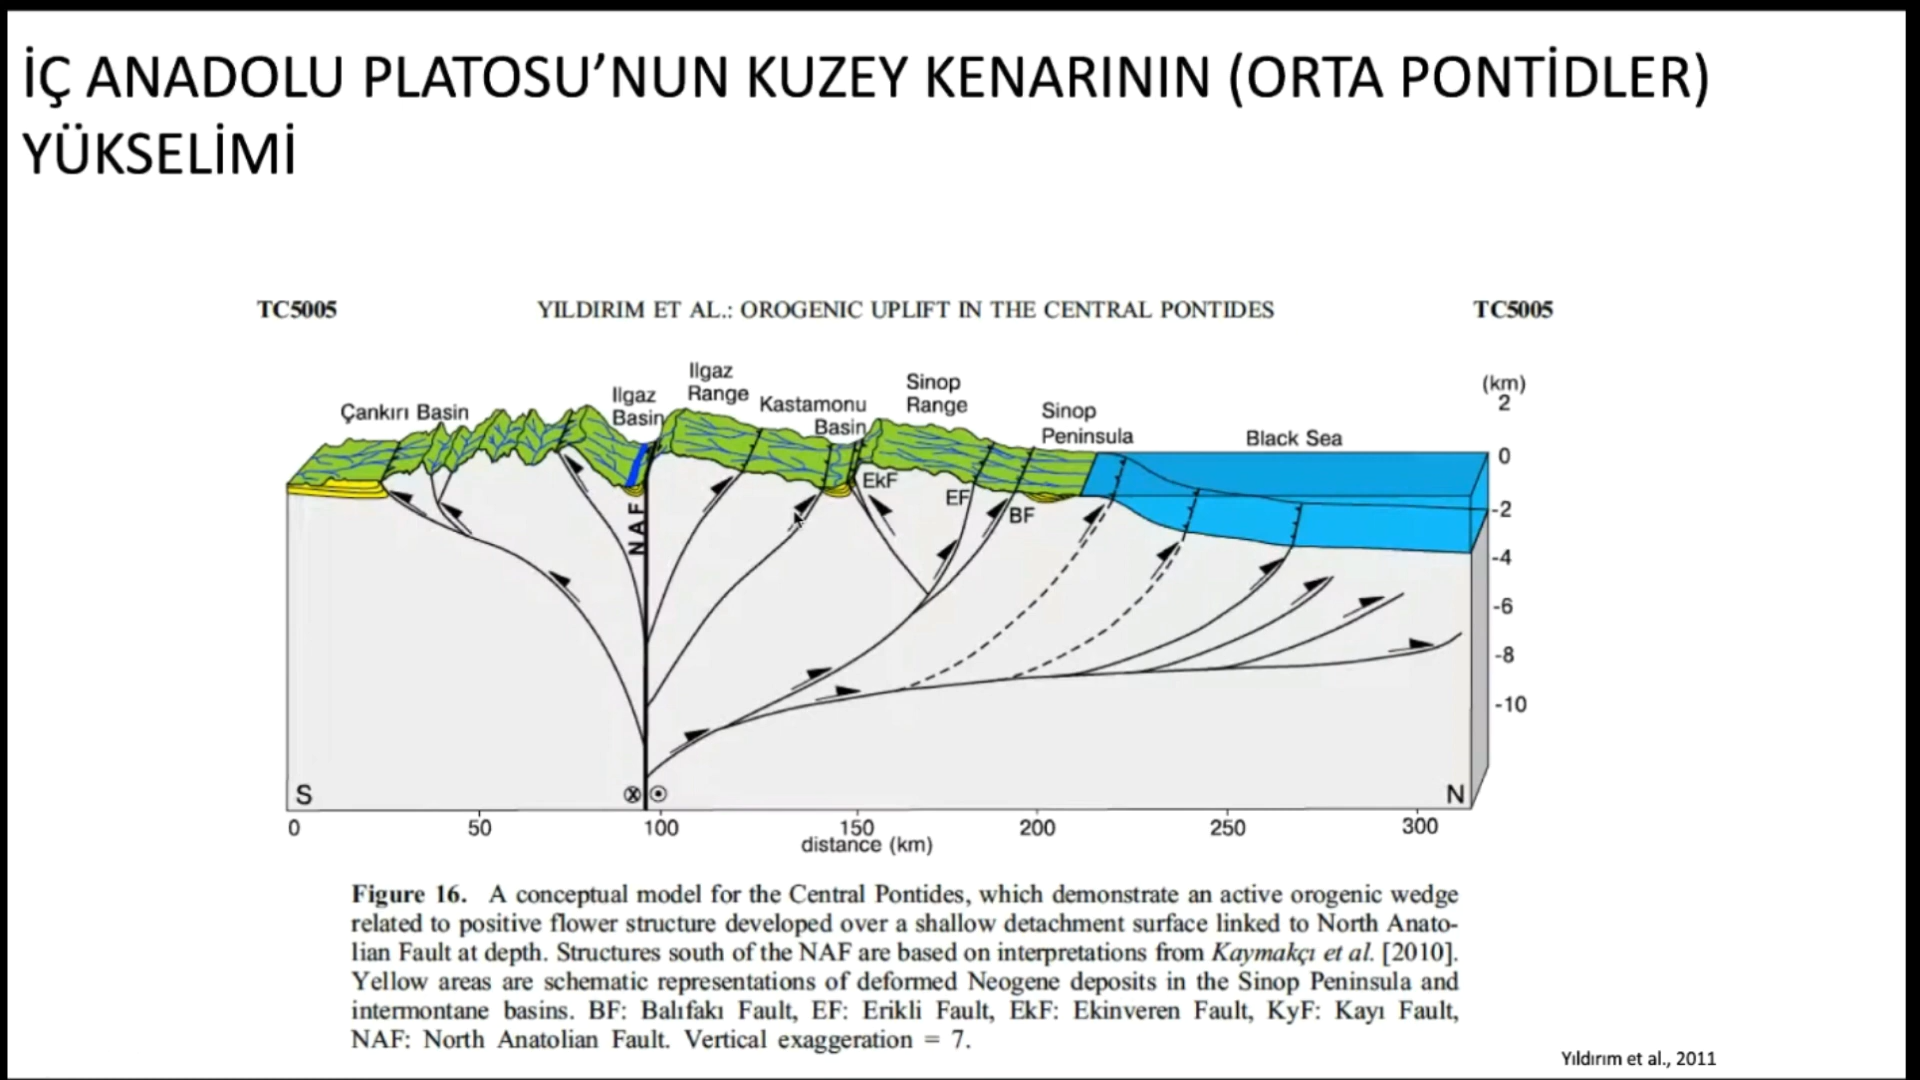 İÇ ANADOLU PLATOSU’NUN KUZEY KENARININ (ORTA PONTİDLER)
YÜKSELİMİ
TC5005 YILDIRIM ET AL.: OROGENIC UPLIFT IN THE CENTRAL PONTIDES TC5005
Çankırı Basin
Ilgaz
Basin
Ilgaz
Range
Kastamonu
Basin
Sinop
Range
Sinop
Peninsula
Black Sea
(km)
2
0
-2
-4
-6
-8
-10
NAF
EkF
EF
BF
S
N
0 50 100 150 200 250 300
distance (km)
Figure 16. A conceptual model for the Central Pontides, which demonstrate an active orogenic wedge
related to positive flower structure developed over a shallow detachment surface linked to North Anato-
lian Fault at depth. Structures south of the NAF are based on interpretations from Kaymakçı et al. [2010].
Yellow areas are schematic representations of deformed Neogene deposits in the Sinop Peninsula and
intermontane basins. BF: Balıfakı Fault, EF: Erikli Fault, EkF: Ekinveren Fault, KyF: Kayı Fault,
NAF: North Anatolian Fault. Vertical exaggeration = 7.
Yıldırım et al., 2011